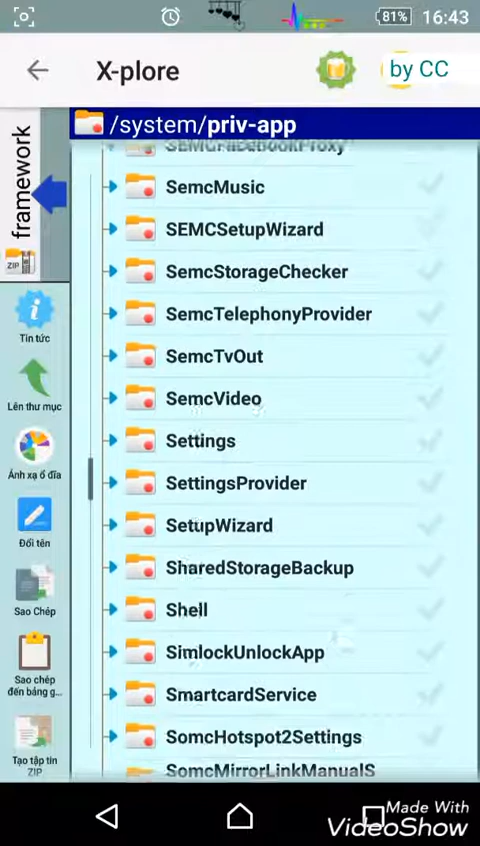 81%
16:43
X-plore
by CC
/system/priv-app
framework
ZIP
SemcMusic
SEMCSetupWizard
SemcStorageChecker
SemcTelephonyProvider
SemcTvOut
SemcVideo
Settings
SettingsProvider
SetupWizard
SharedStorageBackup
Shell
SimlockUnlockApp
SmartcardService
SomcHotspot2Settings
SomcMirrorLinkManualS
Tin tức
Lên thư mục
Ánh xạ ổ đĩa
Đổi tên
Sao Chép
Sao chép
đến bảng g...
Tạo tập tin
ZIP
Made With
VideoShow